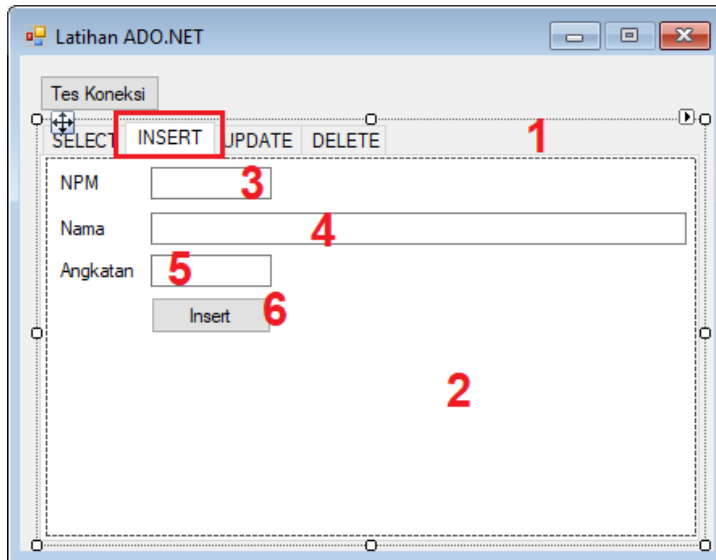 Latihan ADO.NET
Tes Koneksi
SELECT INSERT UPDATE DELETE 1
NPM 3
Nama 4
Angkatan 5
Insert 6
2